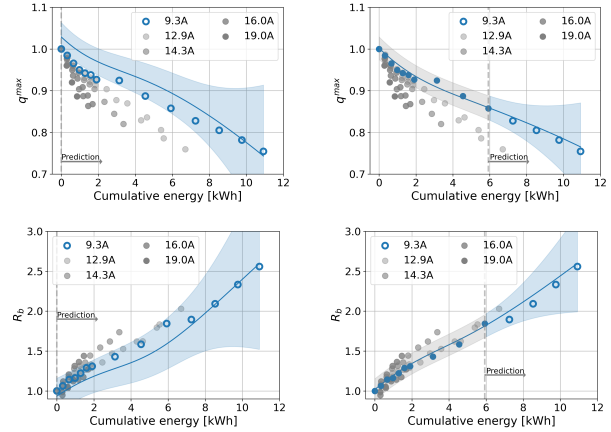 1.1
1.0
0.9
0.8
0.7
q^max
9.3A
12.9A
14.3A
16.0A
19.0A
Prediction
0 2 4 6 8 10 12
Cumulative energy [kWh]
1.1
1.0
0.9
0.8
0.7
q^max
9.3A
12.9A
14.3A
16.0A
19.0A
Prediction
0 2 4 6 8 10 12
Cumulative energy [kWh]
3.0
2.5
2.0
1.5
1.0
R_b
9.3A
12.9A
14.3A
16.0A
19.0A
Prediction
0 2 4 6 8 10 12
Cumulative energy [kWh]
3.0
2.5
2.0
1.5
1.0
R_b
9.3A
12.9A
14.3A
16.0A
19.0A
Prediction
0 2 4 6 8 10 12
Cumulative energy [kWh]